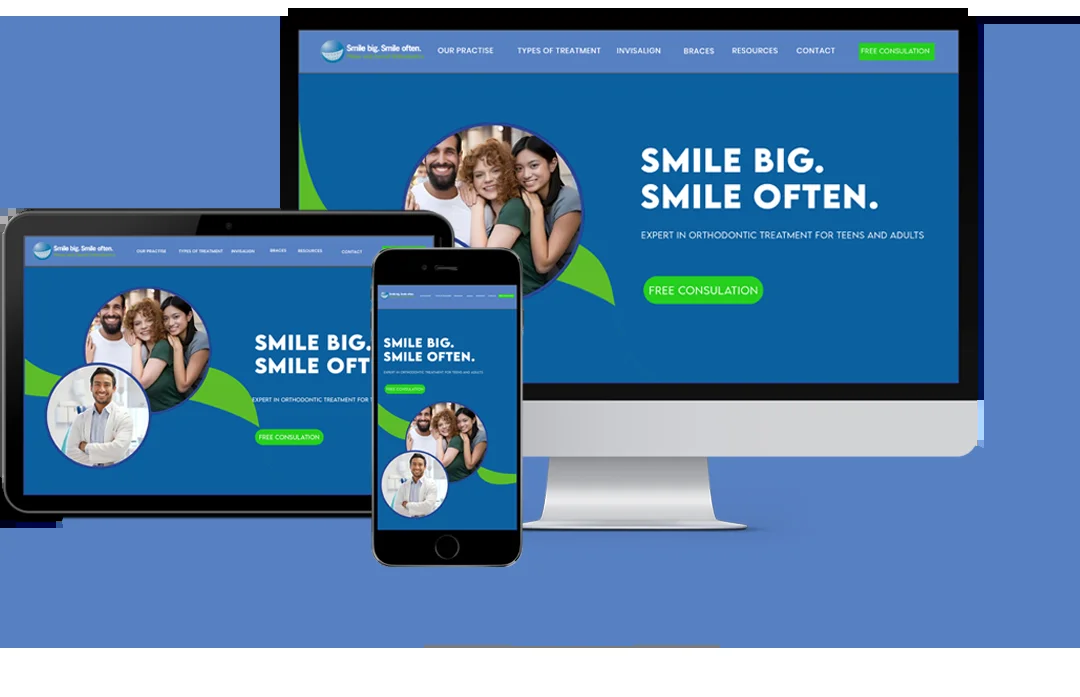 Smile big. Smile often.
OUR PRACTISE TYPES OF TREATMENT INVISALIGN BRACES RESOURCES CONTACT FREE CONSULATION
SMILE BIG.
SMILE OFTEN.
EXPERT IN ORTHODONTIC TREATMENT FOR TEENS AND ADULTS
FREE CONSULATION
Smile big. Smile often.
OUR PRACTISE TYPES OF TREATMENT INVISALIGN BRACES RESOURCES CONTACT
SMILE BIG.
SMILE OFT
EXPERT IN ORTHODONTIC TREATMENT FOR
FREE CONSULATION
SMILE BIG.
SMILE OFTEN.
EXPERT IN ORTHODONTIC TREATMENT FOR TEENS AND ADULTS
FREE CONSULATION